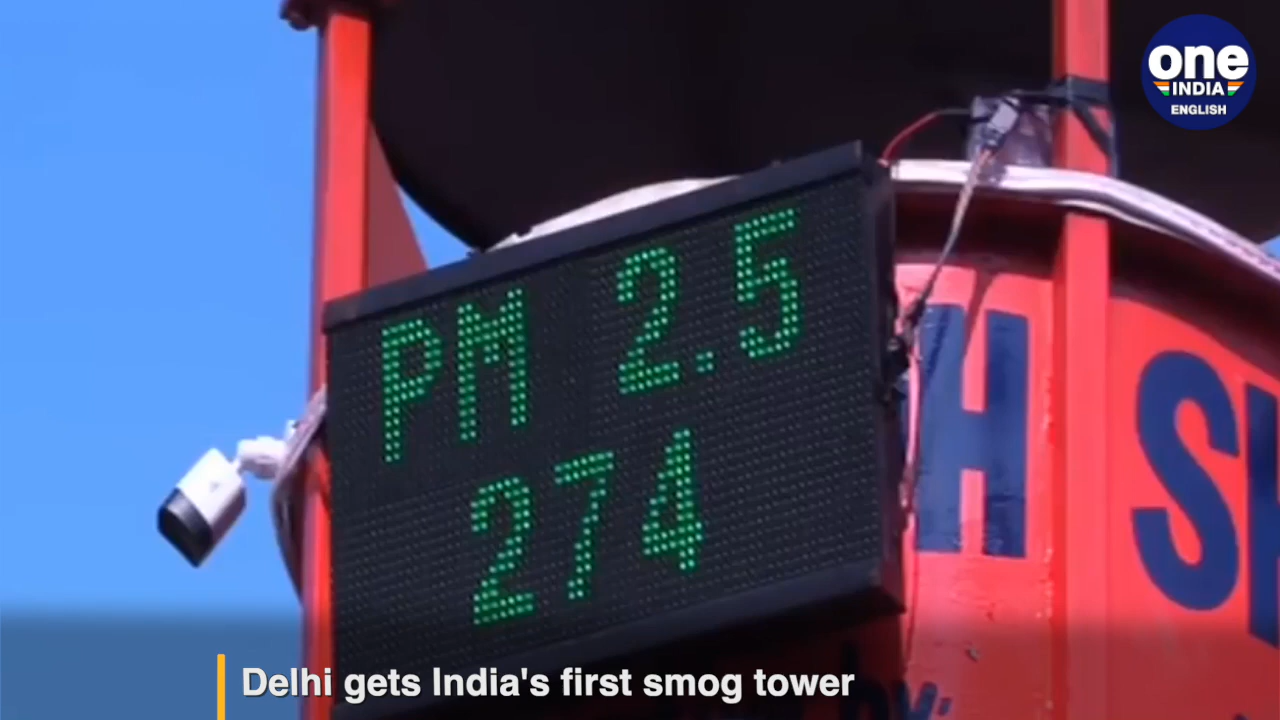 one
INDIA
ENGLISH
PM 2.5
274
H S
Delhi gets India's first smog tower